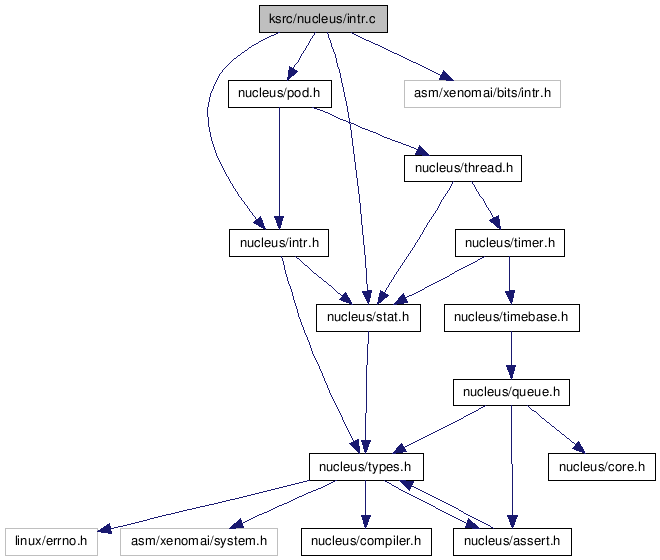 ksrc/nucleus/intr.c
nucleus/pod.h
asm/xenomai/bits/intr.h
nucleus/thread.h
nucleus/intr.h
nucleus/timer.h
nucleus/stat.h
nucleus/timebase.h
nucleus/queue.h
nucleus/types.h
nucleus/core.h
linux/errno.h
asm/xenomai/system.h
nucleus/compiler.h
nucleus/assert.h